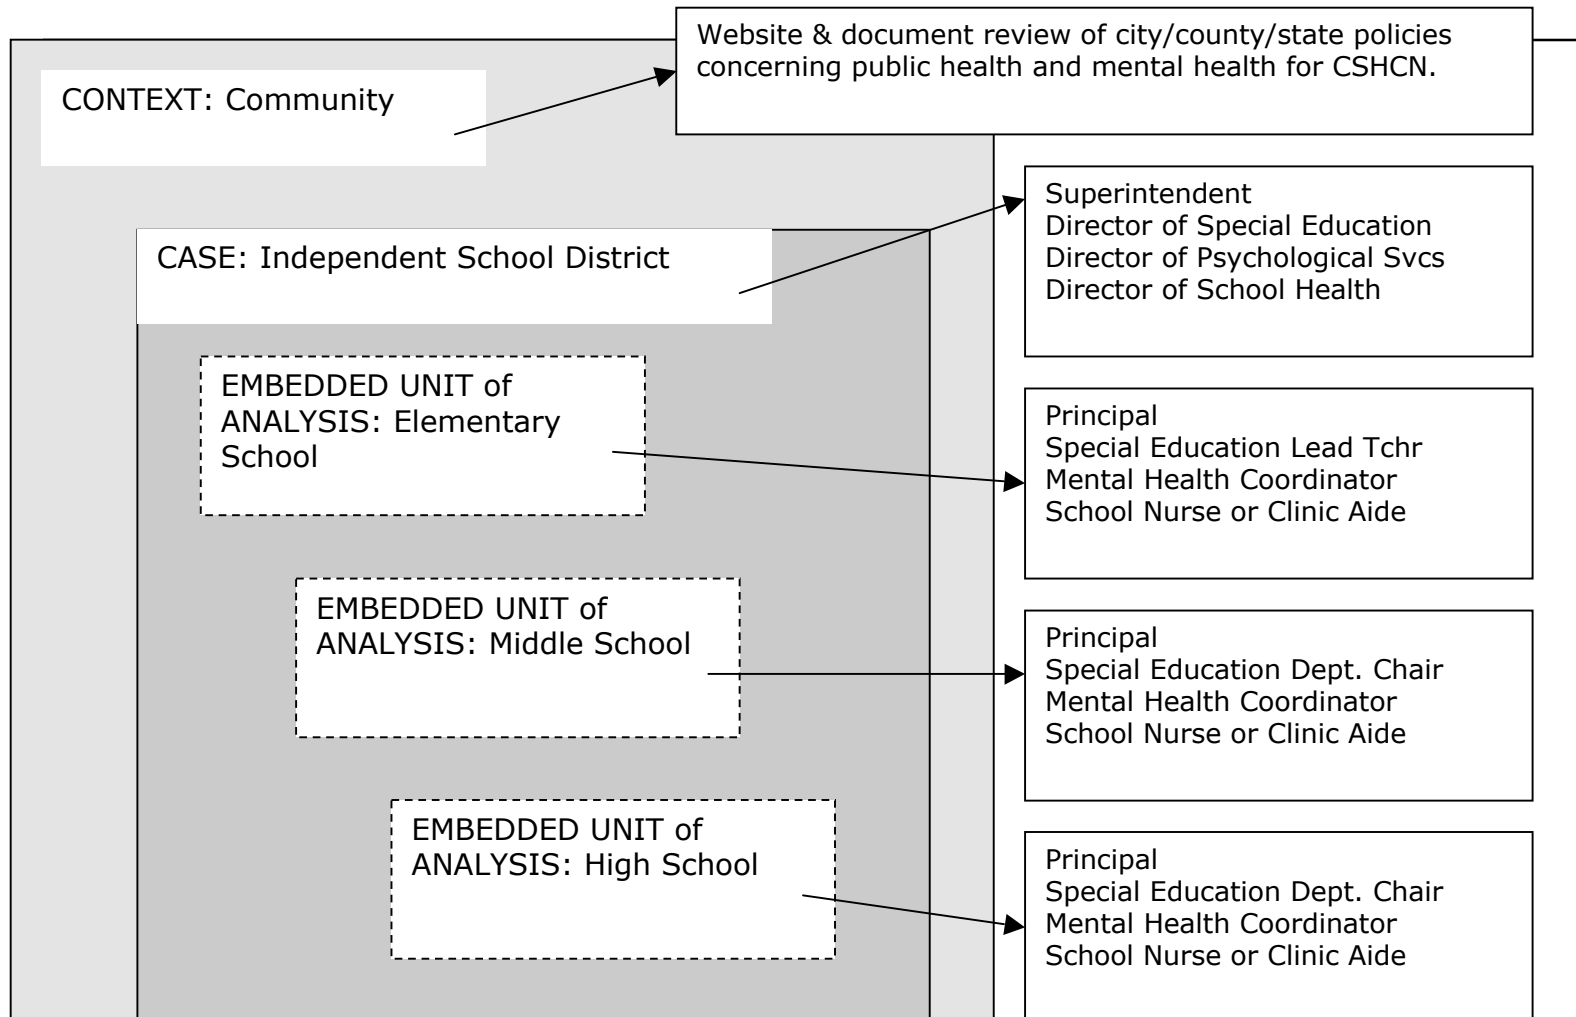 Website & document review of city/county/state policies
concerning public health and mental health for CSHCN.
CONTEXT: Community
Superintendent
Director of Special Education
Director of Psychological Svcs
Director of School Health
CASE: Independent School District
EMBEDDED UNIT of
ANALYSIS: Elementary
School
Principal
Special Education Lead Tchr
Mental Health Coordinator
School Nurse or Clinic Aide
EMBEDDED UNIT of
ANALYSIS: Middle School
Principal
Special Education Dept. Chair
Mental Health Coordinator
School Nurse or Clinic Aide
EMBEDDED UNIT of
ANALYSIS: High School
Principal
Special Education Dept. Chair
Mental Health Coordinator
School Nurse or Clinic Aide